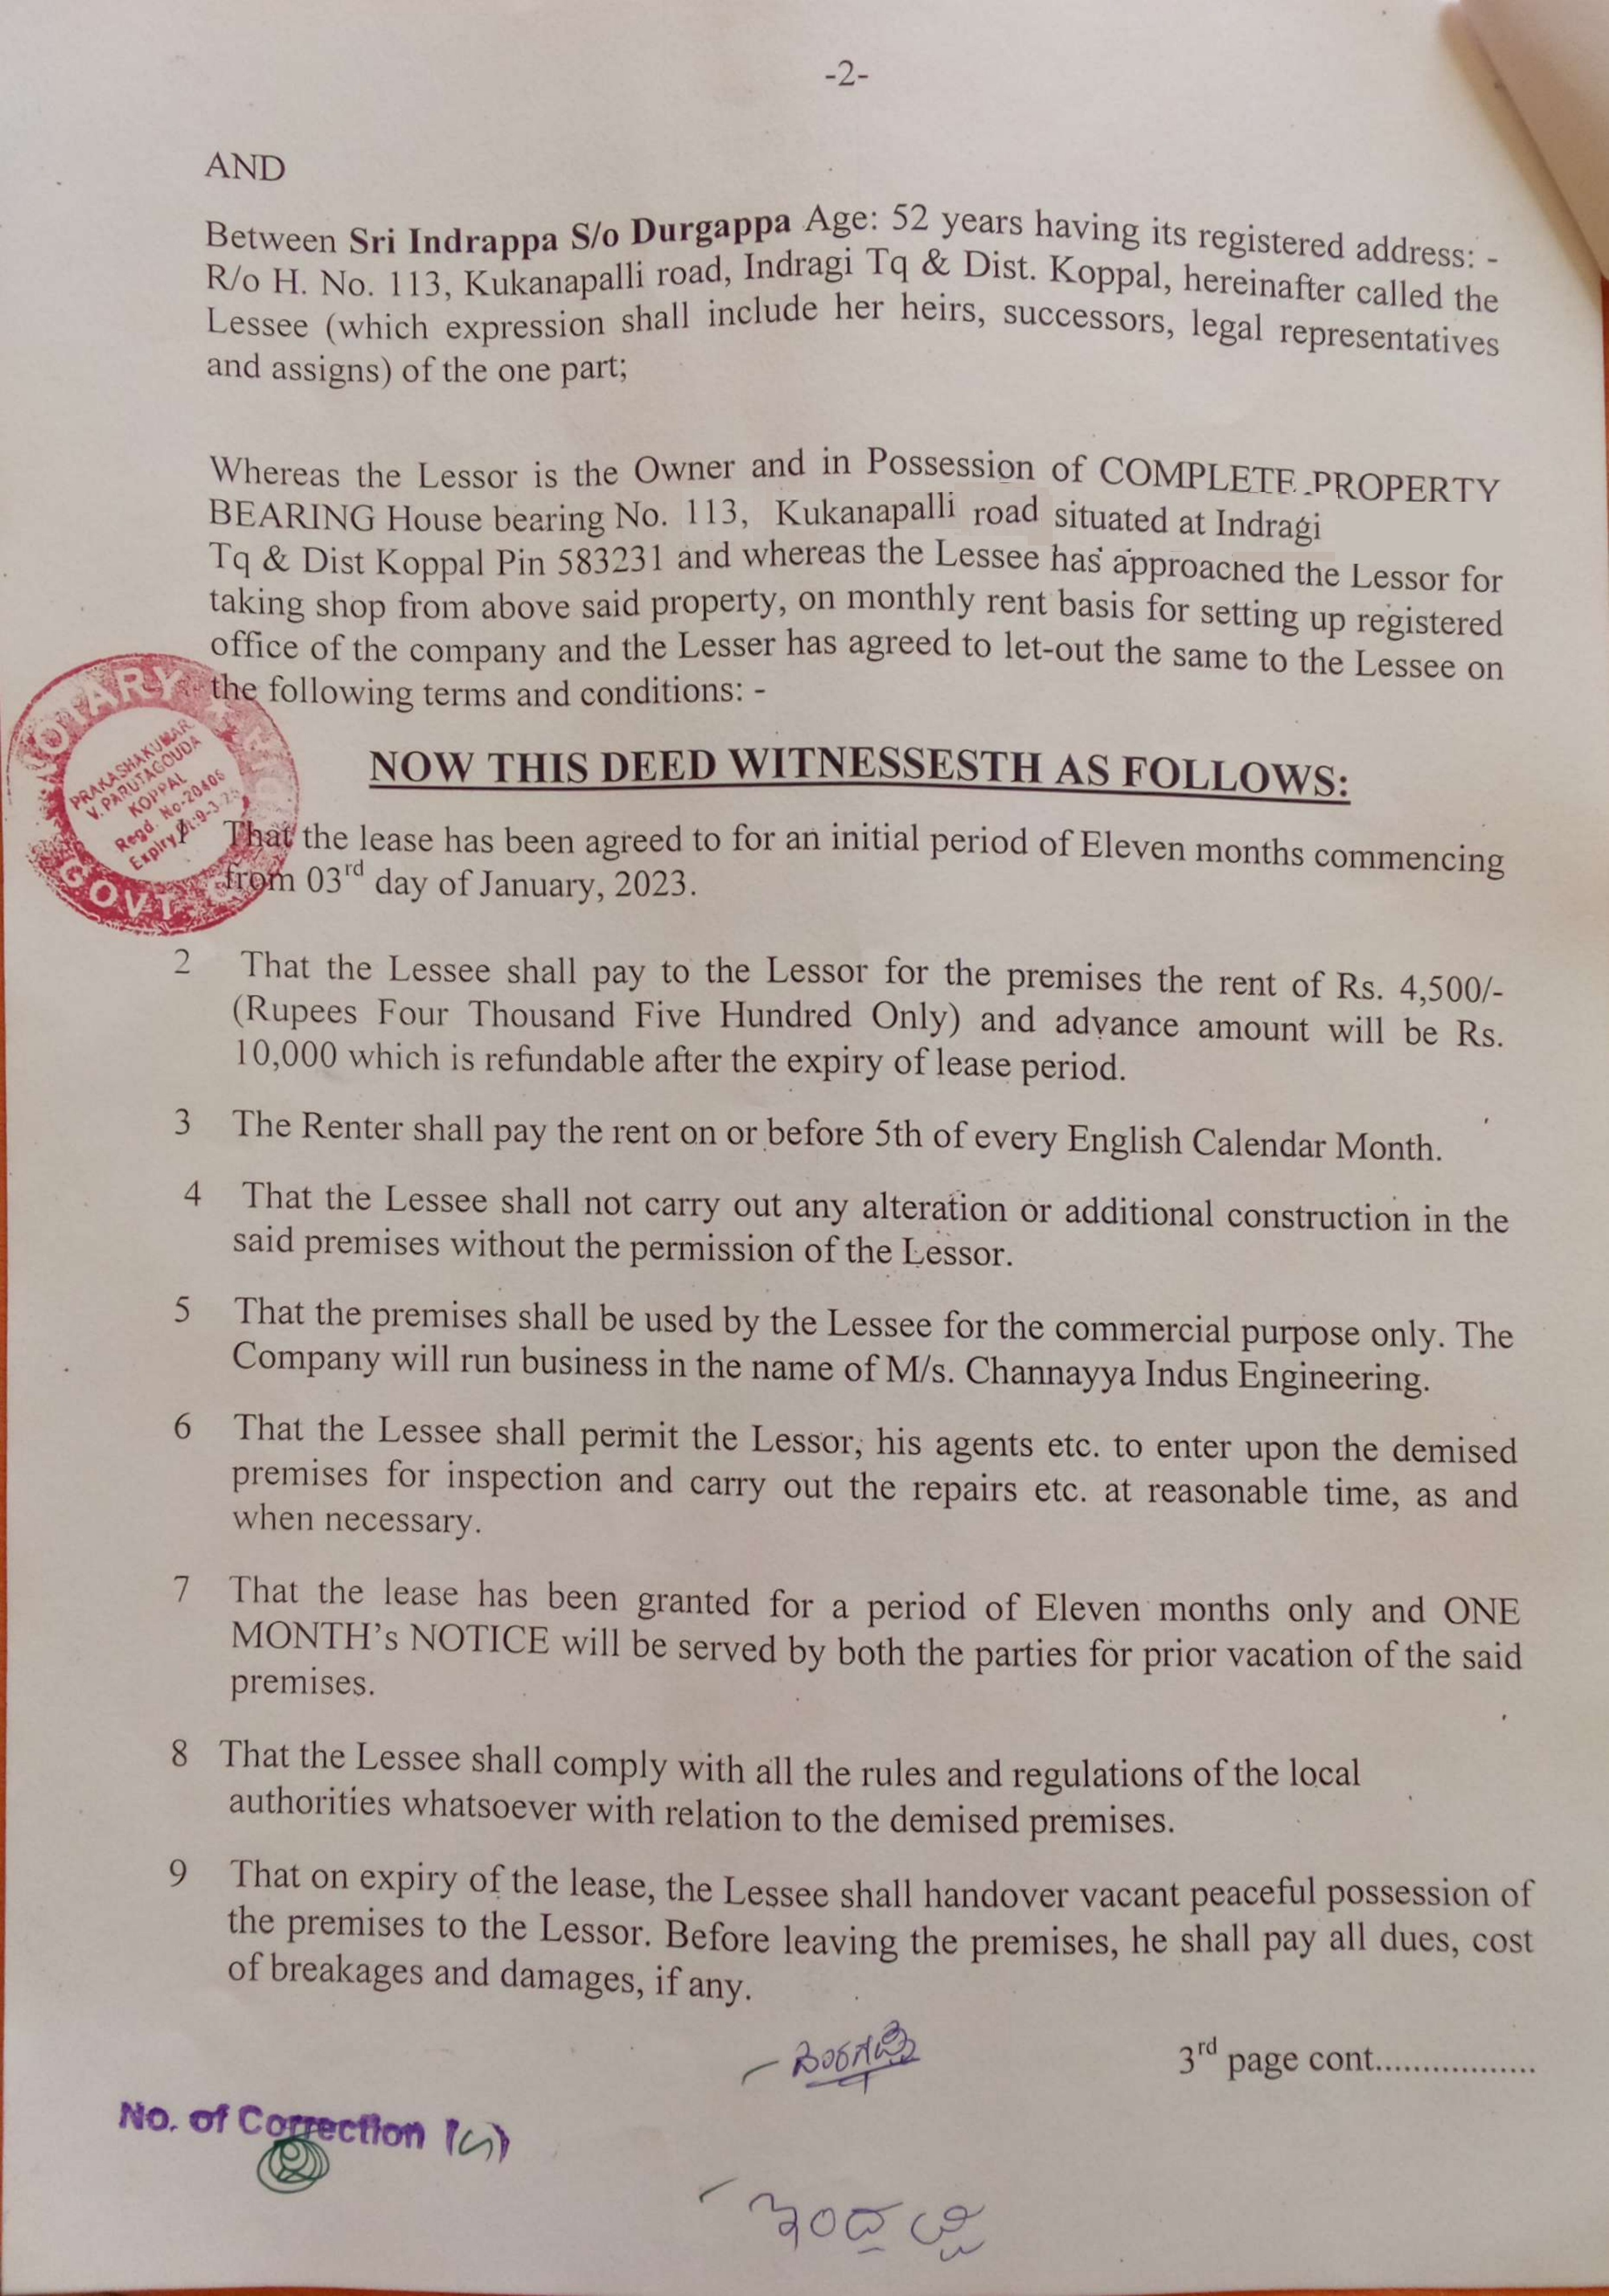 -2-
AND
Between Sri Indrappa S/o Durgappa Age: 52 years having its registered address: -
R/o H. No. 113, Kukanapalli road, Indragi Tq & Dist. Koppal, hereinafter called the
Lessee (which expression shall include her heirs, successors, legal representatives
and assigns) of the one part;
Whereas the Lessor is the Owner and in Possession of COMPLETE PROPERTY
BEARING House bearing No. 113, Kukanapalli road situated at Indragi
Tq & Dist Koppal Pin 583231 and whereas the Lessee has approached the Lessor for
taking shop from above said property, on monthly rent basis for setting up registered
office of the company and the Lesser has agreed to let-out the same to the Lessee on
the following terms and conditions: -
NOTARY
PRAKASHAKUMAR
V. PARUTAGOUDA
KOPPAL
Regd. No-20406
Expiry Dt:9-3-
GOVT.
NOW THIS DEED WITNESSESTH AS FOLLOWS:
1 That the lease has been agreed to for an initial period of Eleven months commencing
from 03rd day of January, 2023.
2 That the Lessee shall pay to the Lessor for the premises the rent of Rs. 4,500/-
(Rupees Four Thousand Five Hundred Only) and advance amount will be Rs.
10,000 which is refundable after the expiry of lease period.
3 The Renter shall pay the rent on or before 5th of every English Calendar Month.
4 That the Lessee shall not carry out any alteration or additional construction in the
said premises without the permission of the Lessor.
5 That the premises shall be used by the Lessee for the commercial purpose only. The
Company will run business in the name of M/s. Channayya Indus Engineering.
6 That the Lessee shall permit the Lessor, his agents etc. to enter upon the demised
premises for inspection and carry out the repairs etc. at reasonable time, as and
when necessary.
7 That the lease has been granted for a period of Eleven months only and ONE
MONTH's NOTICE will be served by both the parties for prior vacation of the said
premises.
8 That the Lessee shall comply with all the rules and regulations of the local
authorities whatsoever with relation to the demised premises.
9 That on expiry of the lease, the Lessee shall handover vacant peaceful possession of
the premises to the Lessor. Before leaving the premises, he shall pay all dues, cost
of breakages and damages, if any.
3rd page cont..................
No. of Correction